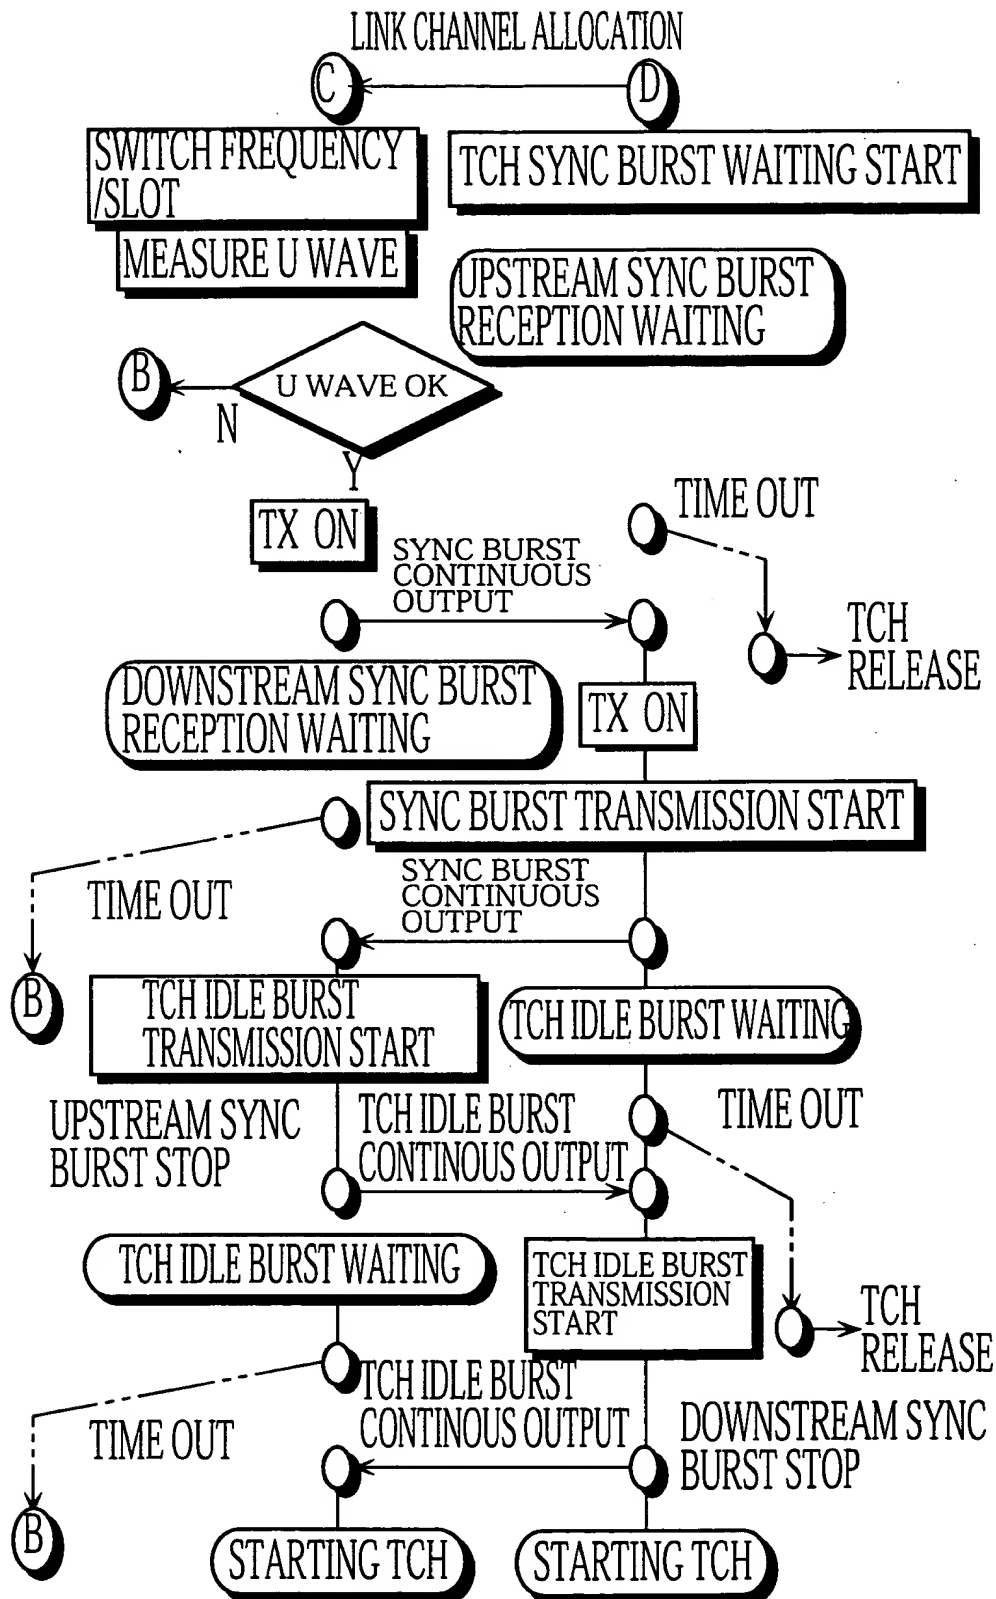 LINK CHANNEL ALLOCATION
C
D
SWITCH FREQUENCY
/SLOT
TCH SYNC BURST WAITING START
MEASURE U WAVE
UPSTREAM SYNC BURST
RECEPTION WAITING
B
U WAVE OK
N
Y
TX ON
TIME OUT
SYNC BURST
CONTINUOUS
OUTPUT
TCH
RELEASE
DOWNSTREAM SYNC BURST
RECEPTION WAITING
TX ON
SYNC BURST TRANSMISSION START
TIME OUT
SYNC BURST
CONTINUOUS
OUTPUT
B
TCH IDLE BURST
TRANSMISSION START
TCH IDLE BURST WAITING
UPSTREAM SYNC
BURST STOP
TCH IDLE BURST
CONTINOUS OUTPUT
TIME OUT
TCH IDLE BURST WAITING
TCH IDLE BURST
TRANSMISSION
START
TCH
RELEASE
TIME OUT
TCH IDLE BURST
CONTINOUS OUTPUT
DOWNSTREAM SYNC
BURST STOP
B
STARTING TCH
STARTING TCH